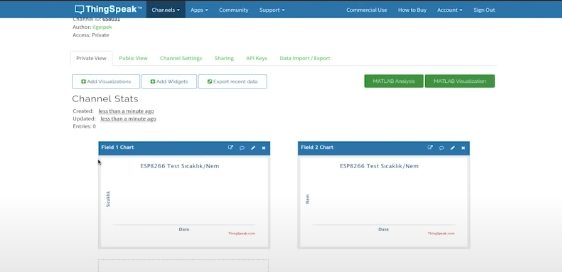 ThingSpeak™ Channels Apps Community Support Commercial Use How to Buy Account Sign Out
Channel ID:
Author:
Access: Private
Private View Public View Channel Settings Sharing API Keys Data Import / Export
Add Visualizations Add Widgets Export recent data MATLAB Analysis MATLAB Visualization
Channel Stats
Created: less than a minute ago
Updated: less than a minute ago
Entries: 0
Field 1 Chart
ESP8266 Test Sıcaklık/Nem
Sıcaklık
Date
ThingSpeak.com
Field 2 Chart
ESP8266 Test Sıcaklık/Nem
Nem
Date
ThingSpeak.com